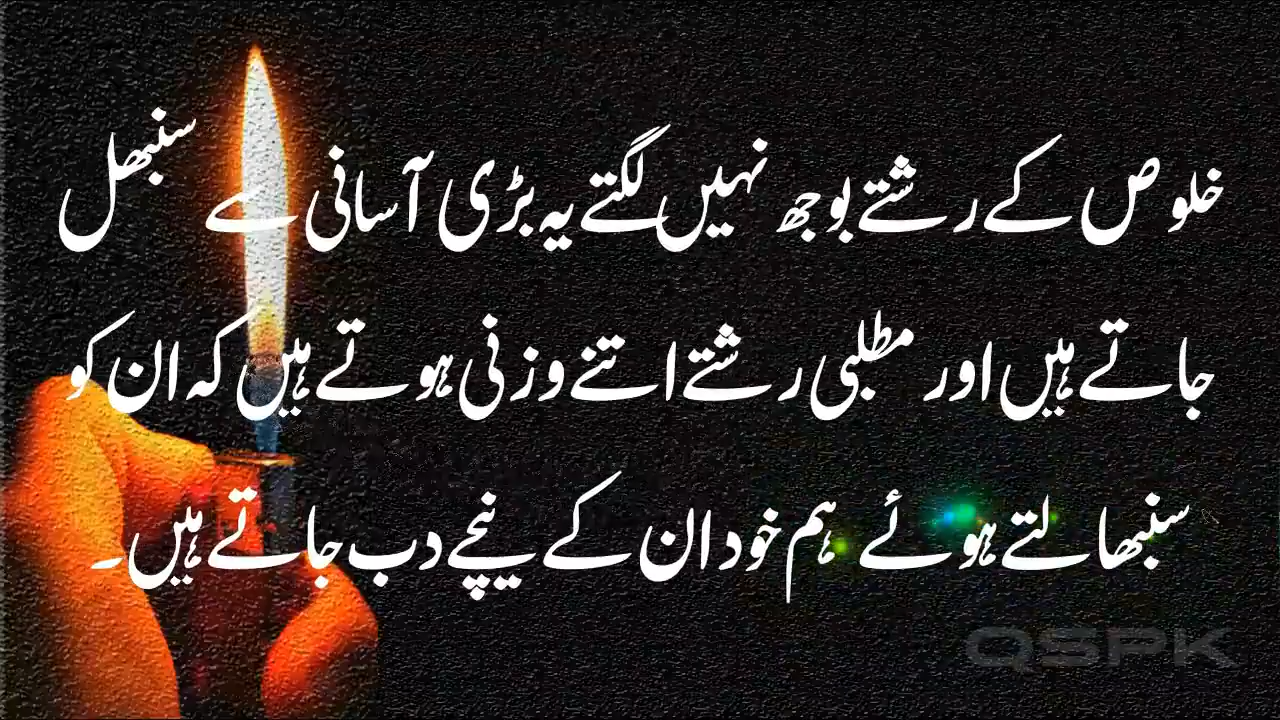 خلوص کے رشتے بوجھ نہیں لگتے یہ بڑی آسانی سے سنبھل
جاتے ہیں اور مطلبی رشتے اتنے وزنی ہوتے ہیں کہ ان کو
سنبھالتے ہوئے ہم خود ان کے نیچے دب جاتے ہیں۔
QSPK